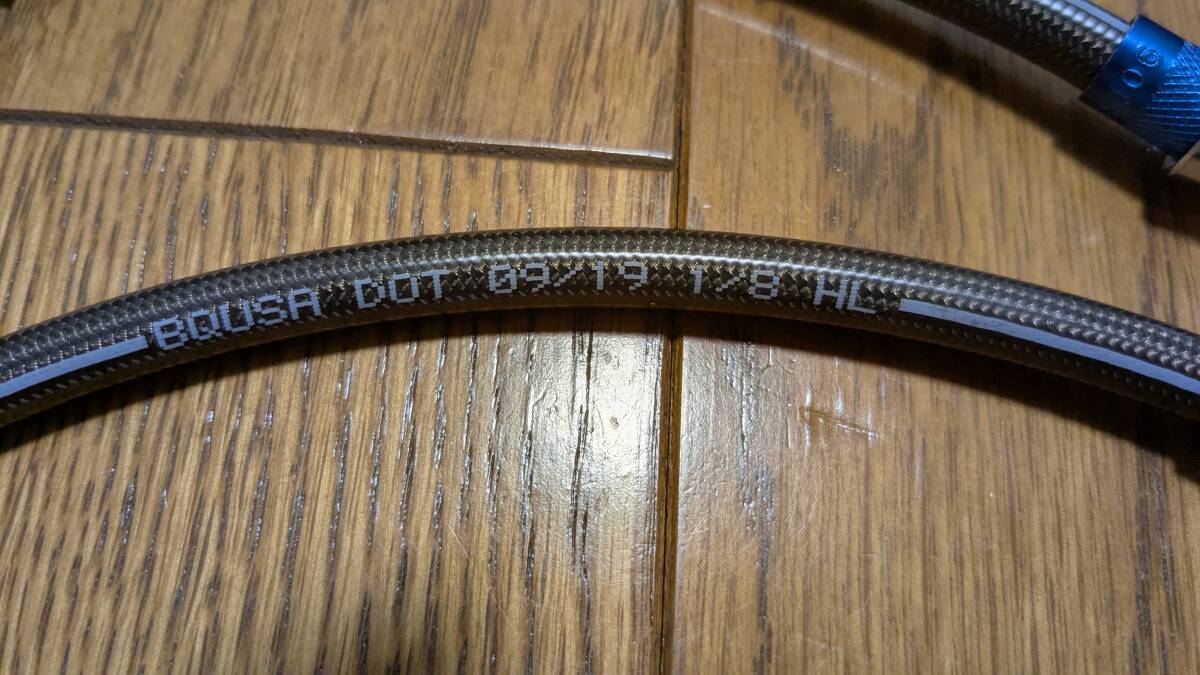 BQUSA DOT 09/19 1/8 HL